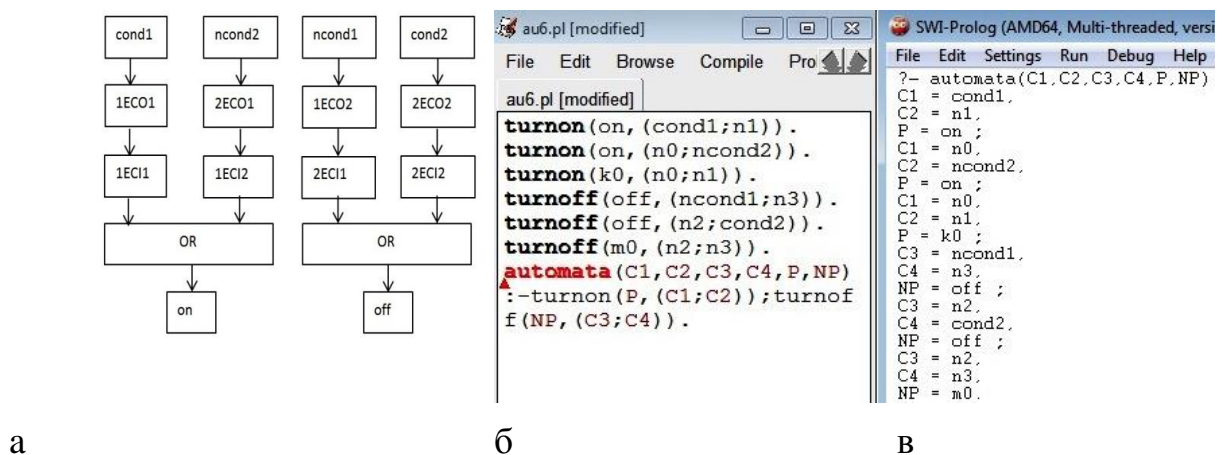 cond1 ncond2 ncond1 cond2
1ECO1 2ECO1 1ECO2 2ECO2
1ECI1 1ECI2 2ECI1 2ECI2
OR OR
on off
au6.pl [modified]
File Edit Browse Compile Pro
au6.pl [modified]
turnon(on,(cond1;n1)).
turnon(on,(n0;ncond2)).
turnon(k0,(n0;n1)).
turnoff(off,(ncond1;n3)).
turnoff(off,(n2;cond2)).
turnoff(m0,(n2;n3)).
automata(C1,C2,C3,C4,P,NP)
:-turnon(P,(C1;C2));turnof
f(NP,(C3;C4)).
SWI-Prolog (AMD64, Multi-threaded, versi
File Edit Settings Run Debug Help
?- automata(C1,C2,C3,C4,P,NP)
C1 = cond1,
C2 = n1,
P = on ;
C1 = n0,
C2 = ncond2,
P = on ;
C1 = n0,
C2 = n1,
P = k0 ;
C3 = ncond1,
C4 = n3,
NP = off ;
C3 = n2,
C4 = cond2,
NP = off ;
C3 = n2,
C4 = n3,
NP = m0.
а б в